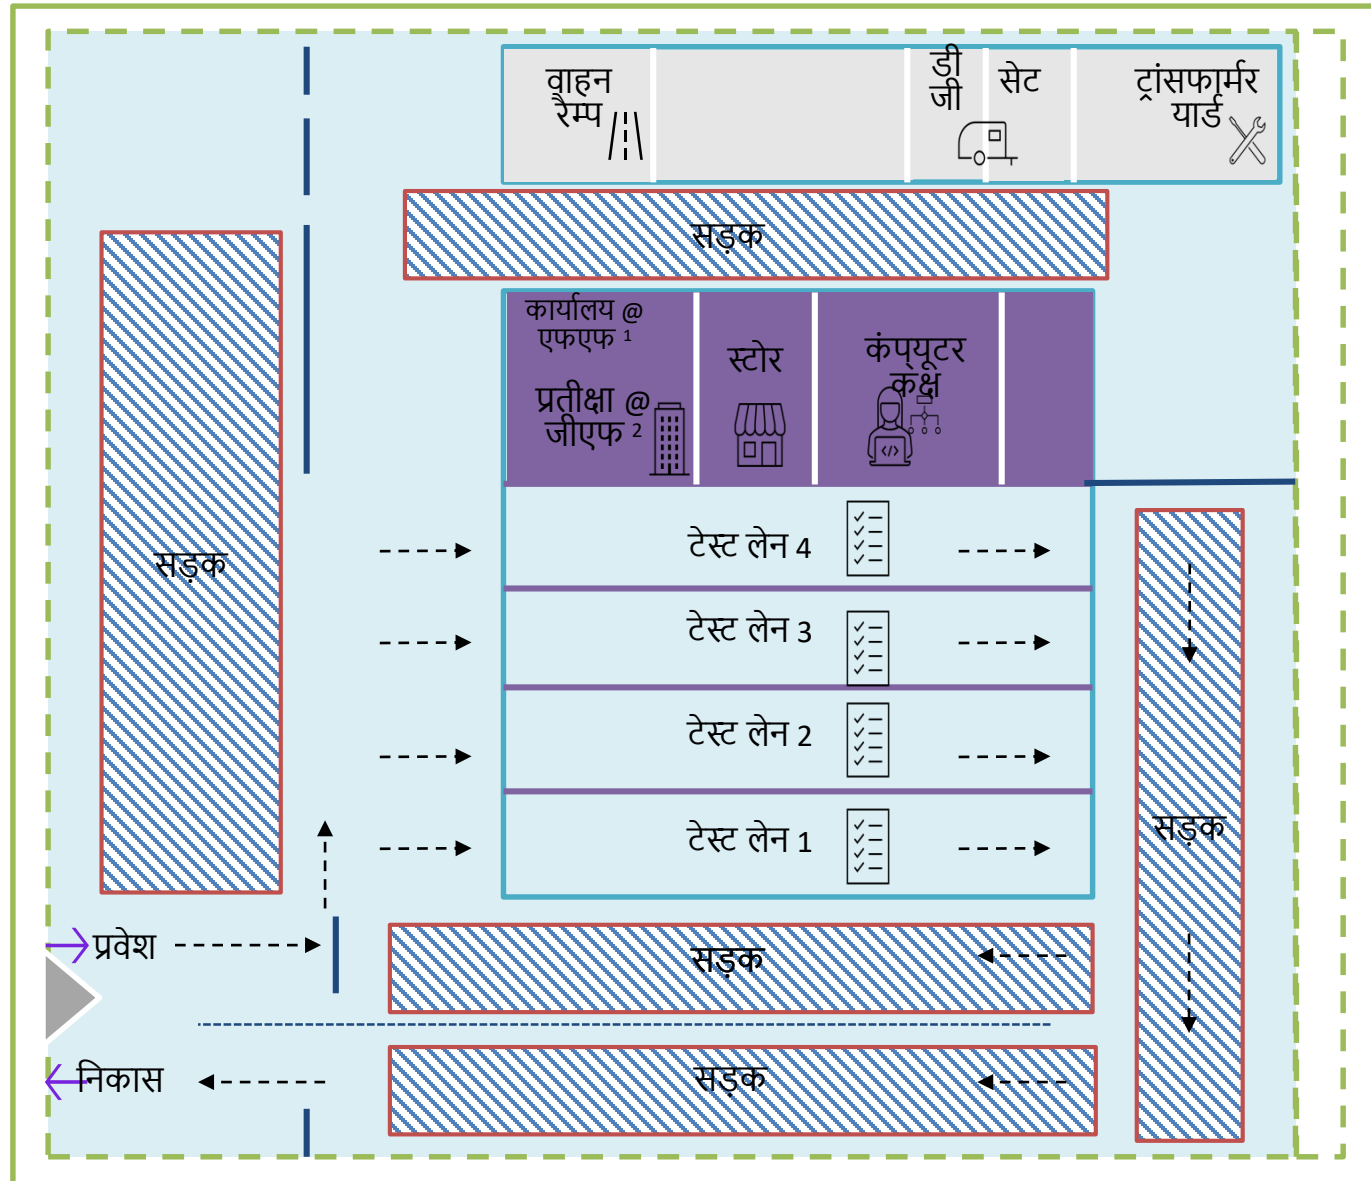 वाहन
रैम्प
डी
जी
सेट
ट्रांसफार्मर
यार्ड
सड़क
कार्यालय @
एफएफ 1
प्रतीक्षा @
जीएफ 2
स्टोर
कंप्यूटर
कक्ष
टेस्ट लेन 4
सड़क
टेस्ट लेन 3
टेस्ट लेन 2
टेस्ट लेन 1
सड़क
प्रवेश
सड़क
निकास
सड़क